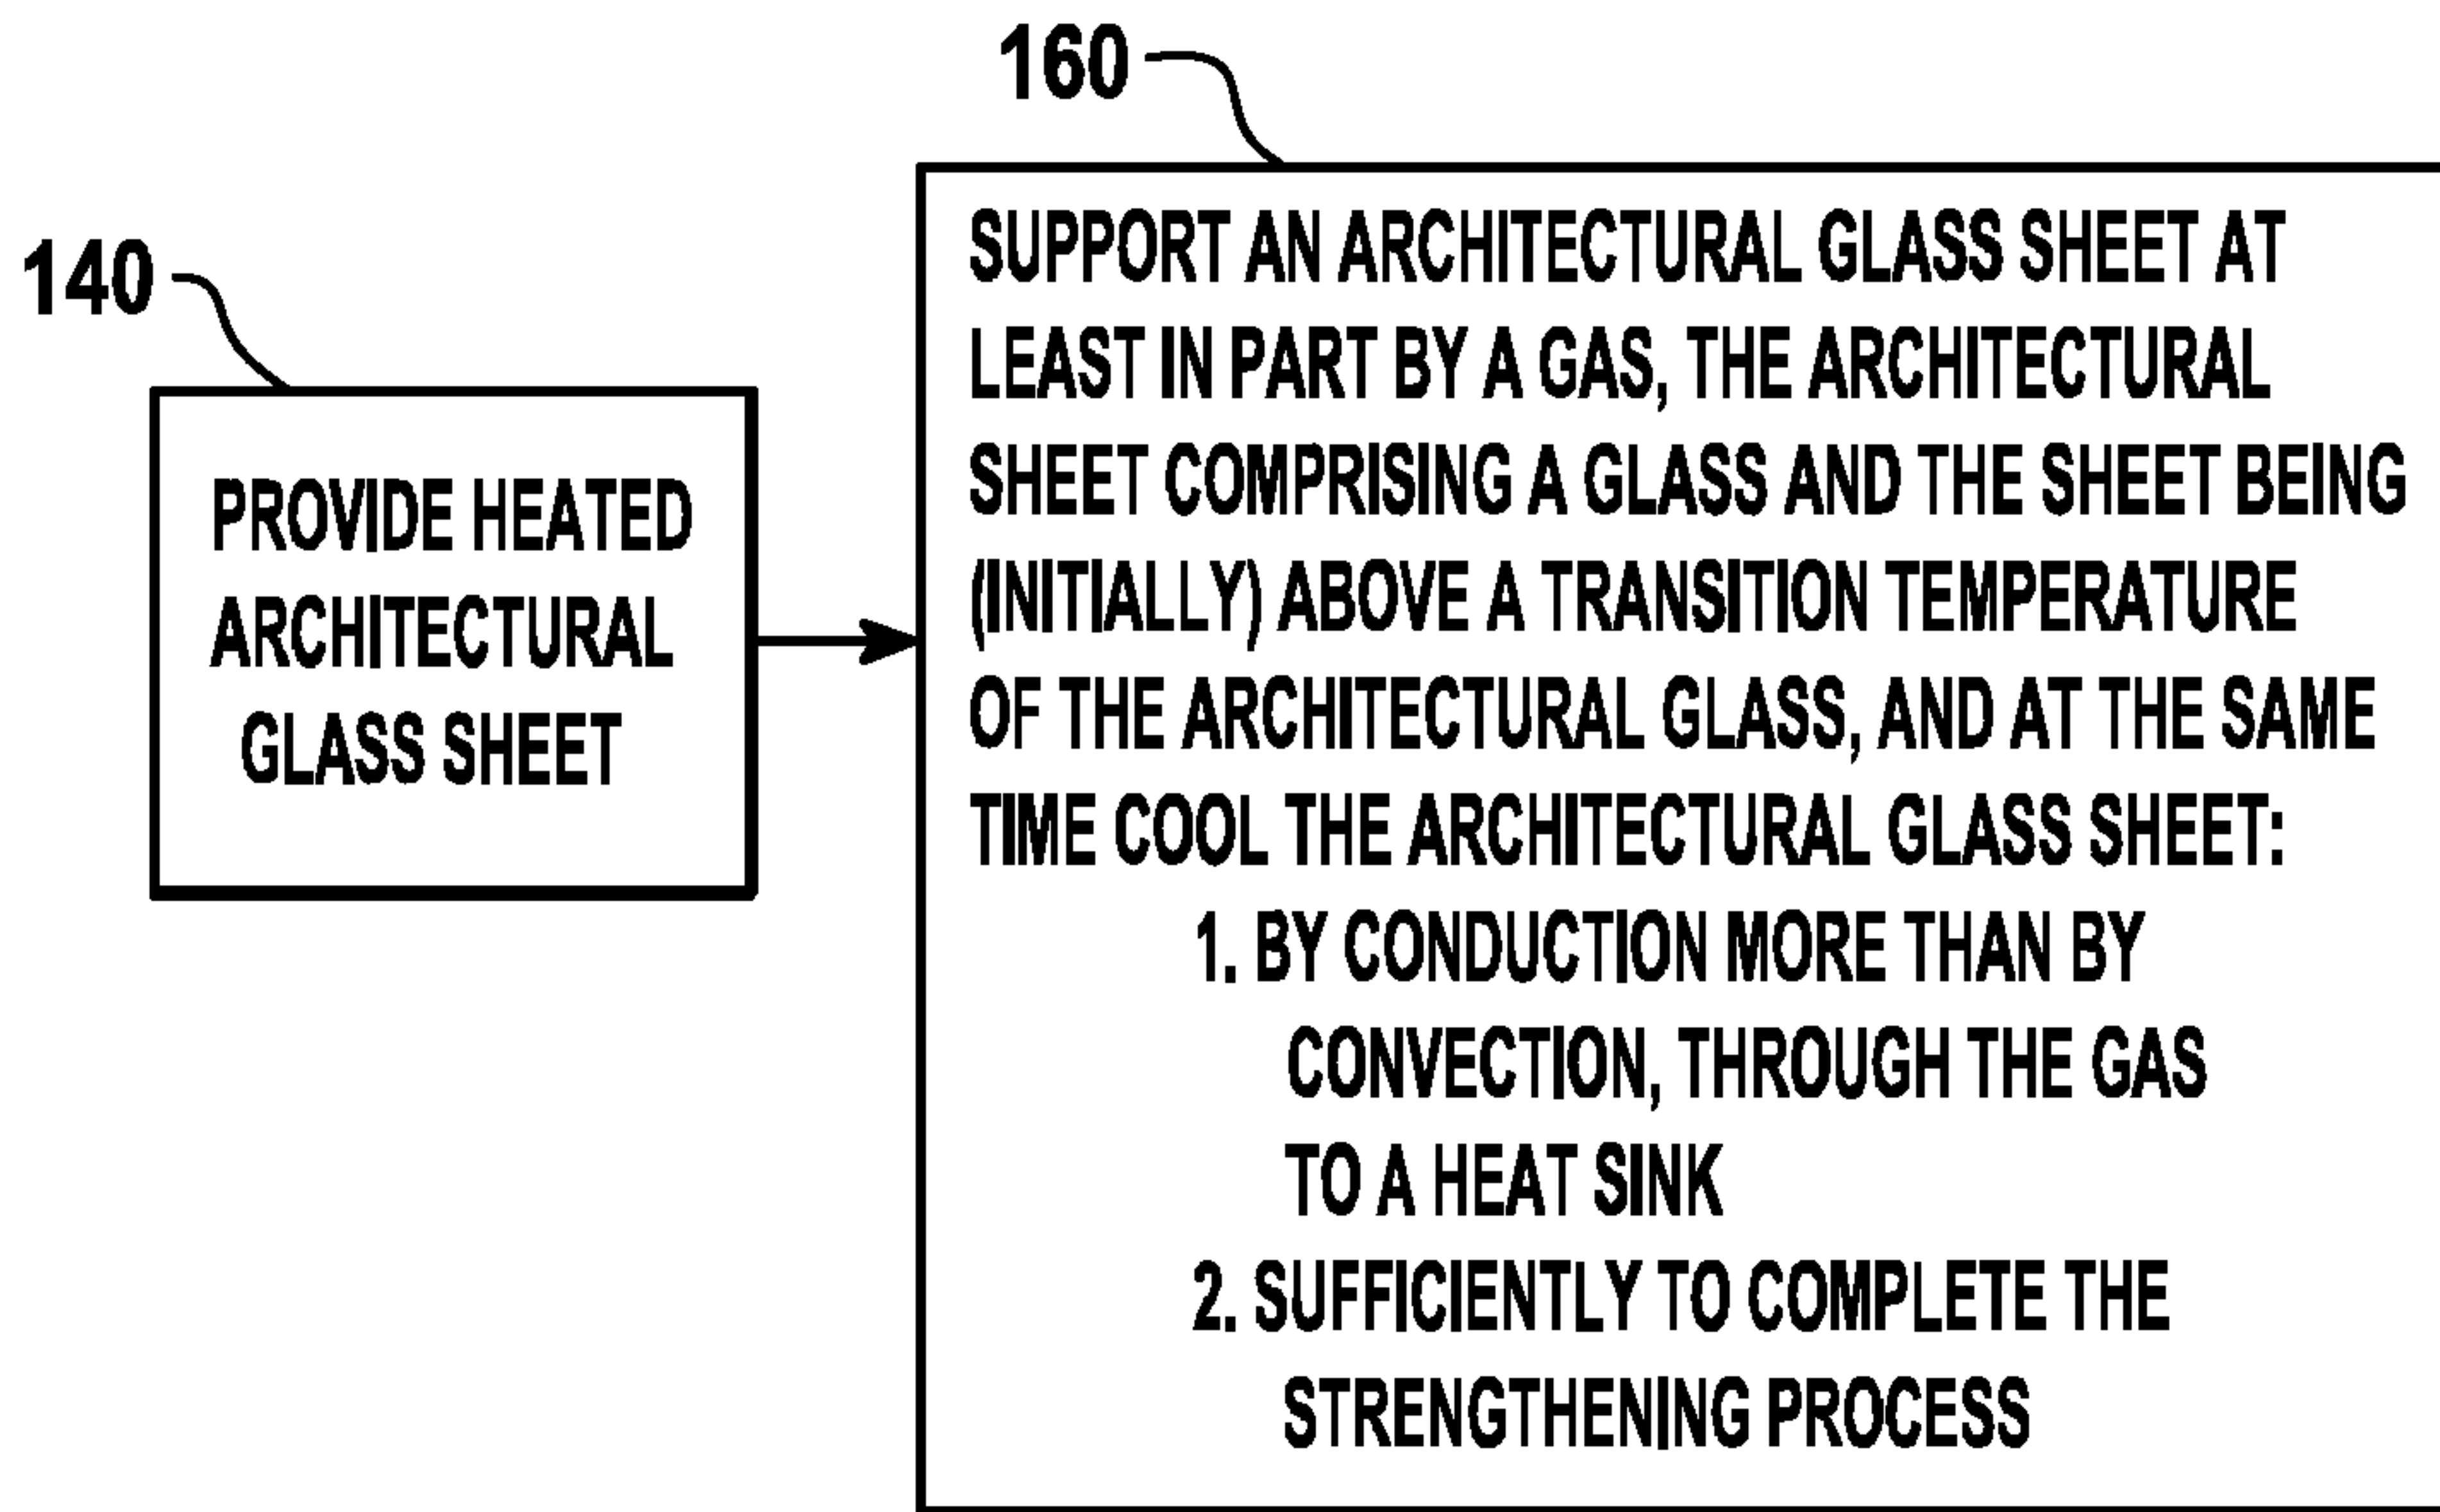 160
140
PROVIDE HEATED
ARCHITECTURAL
GLASS SHEET
SUPPORT AN ARCHITECTURAL GLASS SHEET AT
LEAST IN PART BY A GAS, THE ARCHITECTURAL
SHEET COMPRISING A GLASS AND THE SHEET BEING
(INITIALLY) ABOVE A TRANSITION TEMPERATURE
OF THE ARCHITECTURAL GLASS, AND AT THE SAME
TIME COOL THE ARCHITECTURAL GLASS SHEET:
1. BY CONDUCTION MORE THAN BY
CONVECTION, THROUGH THE GAS
TO A HEAT SINK
2. SUFFICIENTLY TO COMPLETE THE
STRENGTHENING PROCESS